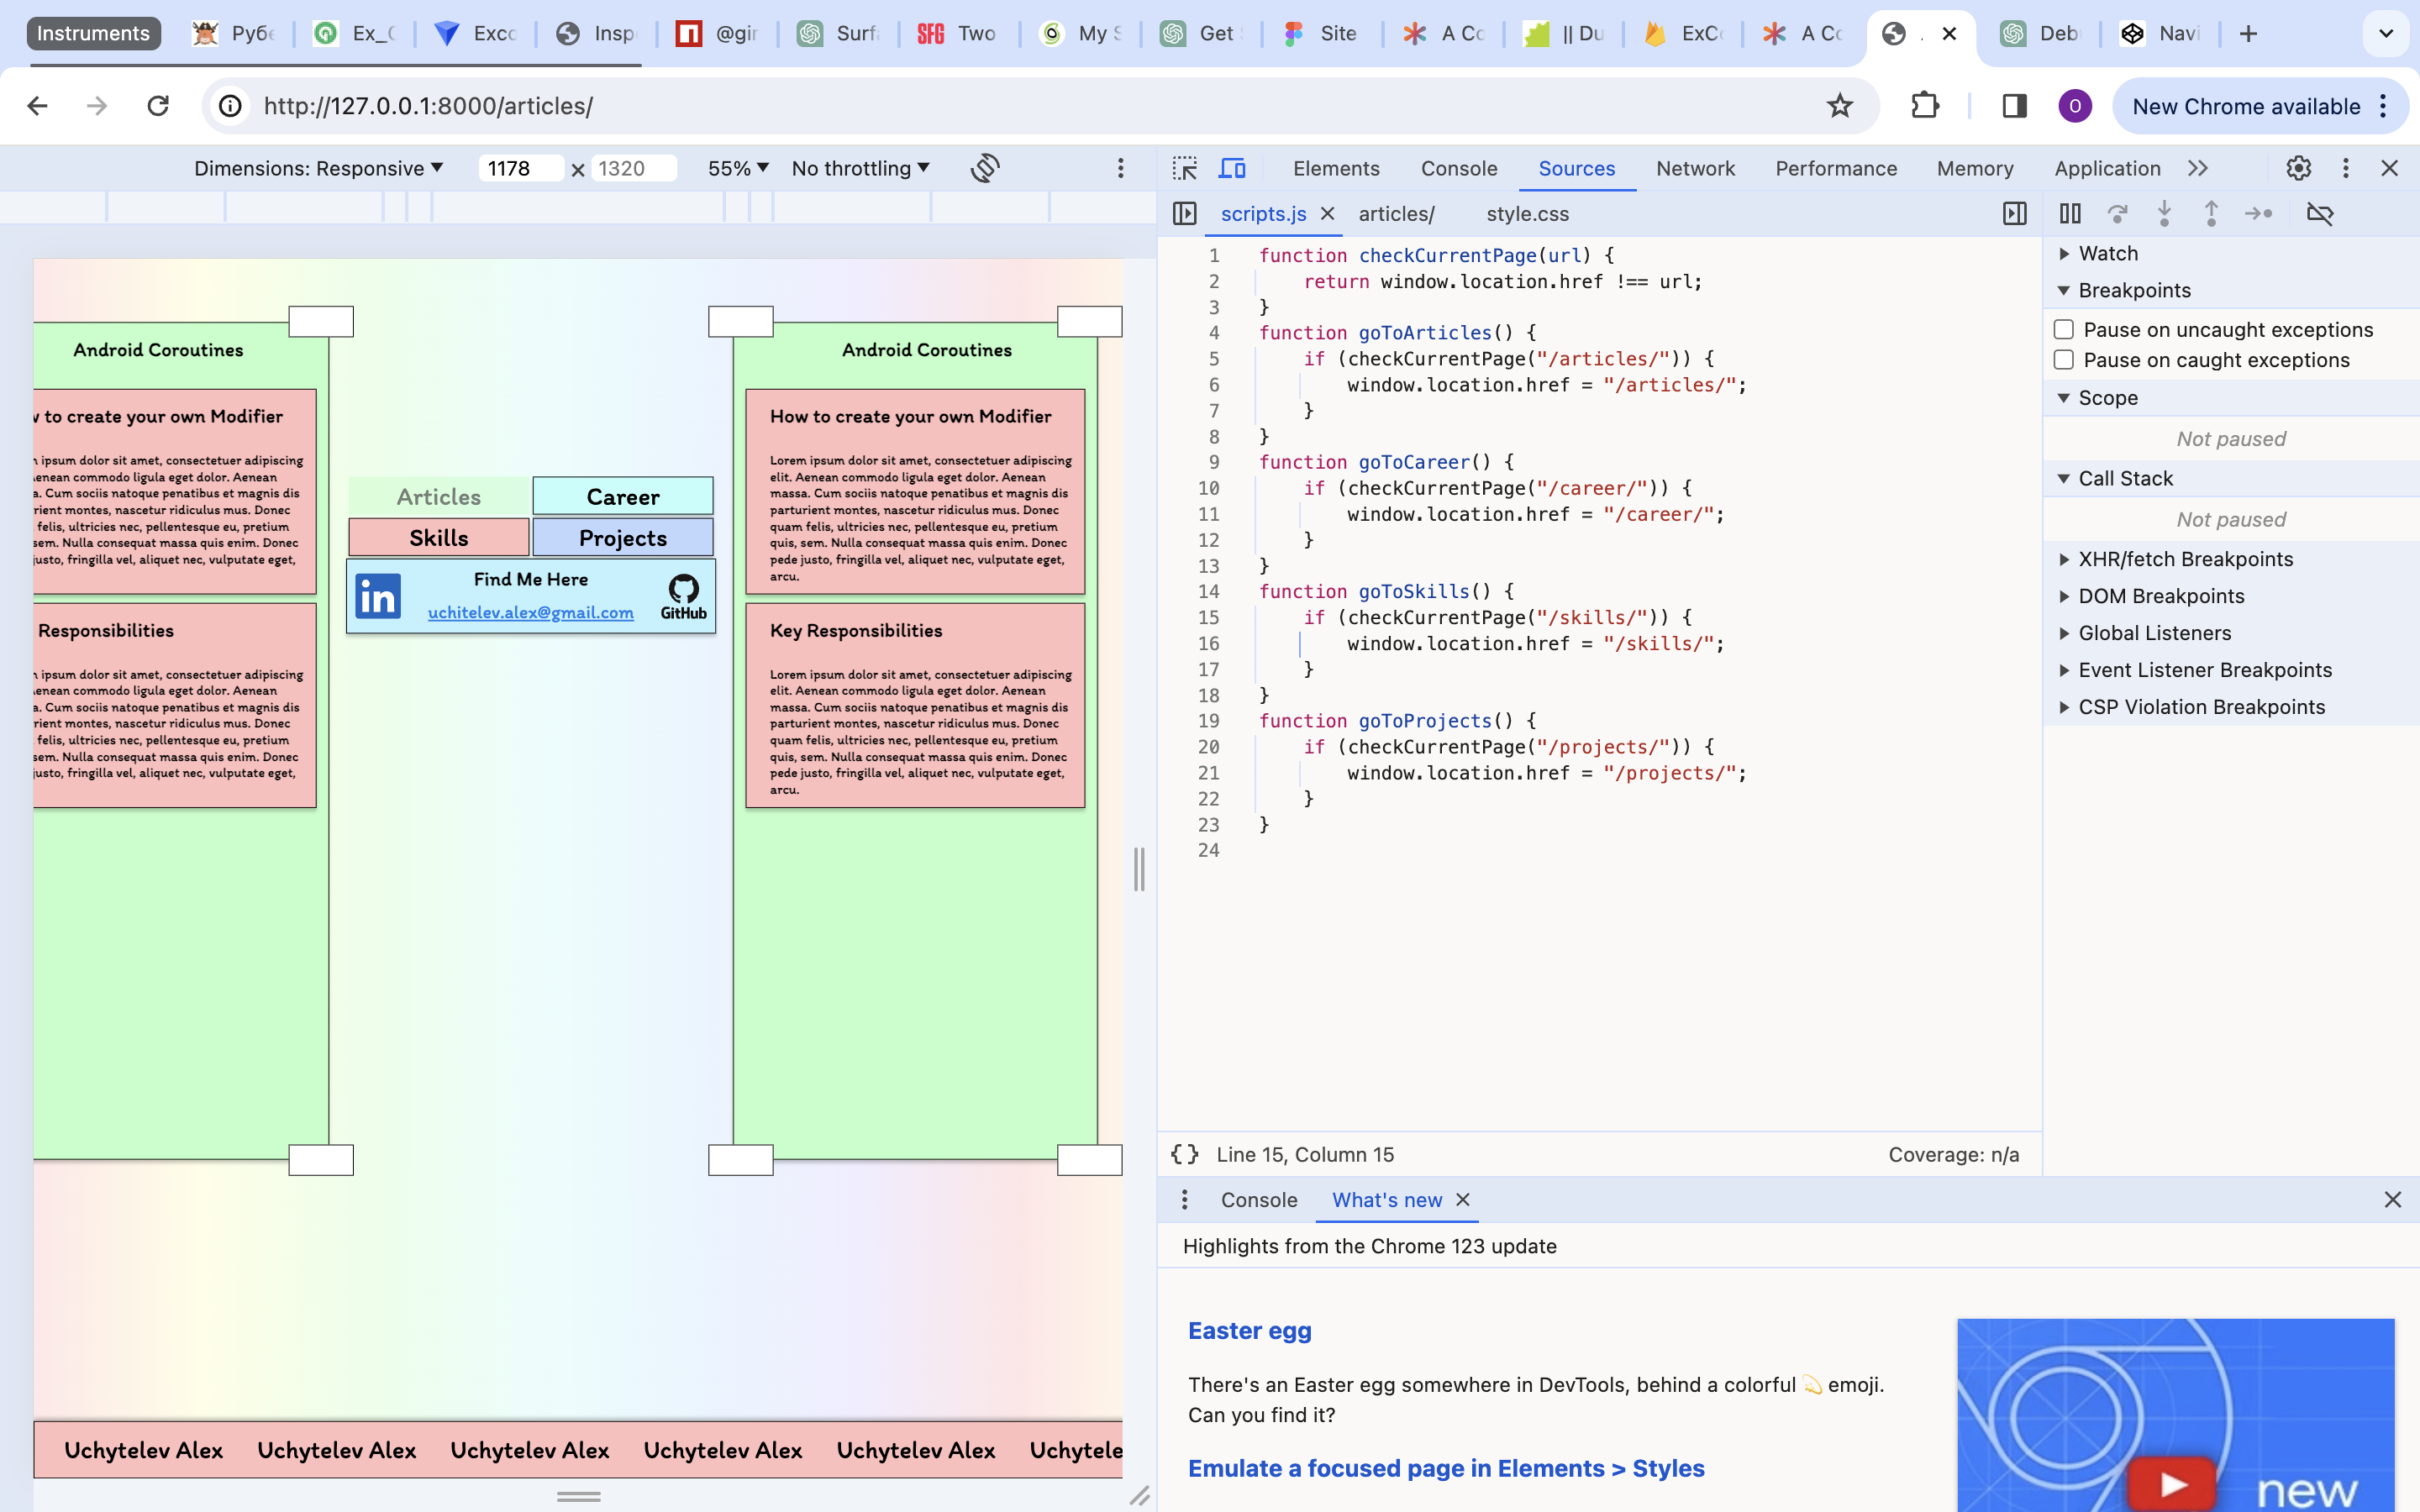 Instruments
Рубе
Ex_C
Exco
Insp
@gir
Surfa
SFG Two
My S
Get
Site
A Co
|| Du
ExCo
A Co
Deb
Navi
http://127.0.0.1:8000/articles/
O
New Chrome available
Dimensions: Responsive
1178 x 1320
55%
No throttling
Elements
Console
Sources
Network
Performance
Memory
Application
scripts.js
articles/
style.css
Android Coroutines
to create your own Modifier
ipsum dolor sit amet, consectetuer adipiscing
enean commodo ligula eget dolor. Aenean
a. Cum sociis natoque penatibus et magnis dis
rient montes, nascetur ridiculus mus. Donec
felis, ultricies nec, pellentesque eu, pretium
sem. Nulla consequat massa quis enim. Donec
justo, fringilla vel, aliquet nec, vulputate eget,
Responsibilities
ipsum dolor sit amet, consectetuer adipiscing
enean commodo ligula eget dolor. Aenean
a. Cum sociis natoque penatibus et magnis dis
rient montes, nascetur ridiculus mus. Donec
felis, ultricies nec, pellentesque eu, pretium
sem. Nulla consequat massa quis enim. Donec
justo, fringilla vel, aliquet nec, vulputate eget,
Articles
Career
Skills
Projects
in
Find Me Here
uchitelev.alex@gmail.com
GitHub
Android Coroutines
How to create your own Modifier
Lorem ipsum dolor sit amet, consectetuer adipiscing
elit. Aenean commodo ligula eget dolor. Aenean
massa. Cum sociis natoque penatibus et magnis dis
parturient montes, nascetur ridiculus mus. Donec
quam felis, ultricies nec, pellentesque eu, pretium
quis, sem. Nulla consequat massa quis enim. Donec
pede justo, fringilla vel, aliquet nec, vulputate eget,
arcu.
Key Responsibilities
Lorem ipsum dolor sit amet, consectetuer adipiscing
elit. Aenean commodo ligula eget dolor. Aenean
massa. Cum sociis natoque penatibus et magnis dis
parturient montes, nascetur ridiculus mus. Donec
quam felis, ultricies nec, pellentesque eu, pretium
quis, sem. Nulla consequat massa quis enim. Donec
pede justo, fringilla vel, aliquet nec, vulputate eget,
arcu.
Uchytelev Alex Uchytelev Alex Uchytelev Alex Uchytelev Alex Uchytelev Alex Uchytele
1 function checkCurrentPage(url) {
2 return window.location.href !== url;
3 }
4 function goToArticles() {
5 if (checkCurrentPage("/articles/")) {
6 window.location.href = "/articles/";
7 }
8 }
9 function goToCareer() {
10 if (checkCurrentPage("/career/")) {
11 window.location.href = "/career/";
12 }
13 }
14 function goToSkills() {
15 if (checkCurrentPage("/skills/")) {
16 window.location.href = "/skills/";
17 }
18 }
19 function goToProjects() {
20 if (checkCurrentPage("/projects/")) {
21 window.location.href = "/projects/";
22 }
23 }
24
{} Line 15, Column 15
Coverage: n/a
Watch
Breakpoints
Pause on uncaught exceptions
Pause on caught exceptions
Scope
Not paused
Call Stack
Not paused
XHR/fetch Breakpoints
DOM Breakpoints
Global Listeners
Event Listener Breakpoints
CSP Violation Breakpoints
Console
What's new
Highlights from the Chrome 123 update
Easter egg
There's an Easter egg somewhere in DevTools, behind a colorful 💫 emoji.
Can you find it?
Emulate a focused page in Elements > Styles
new